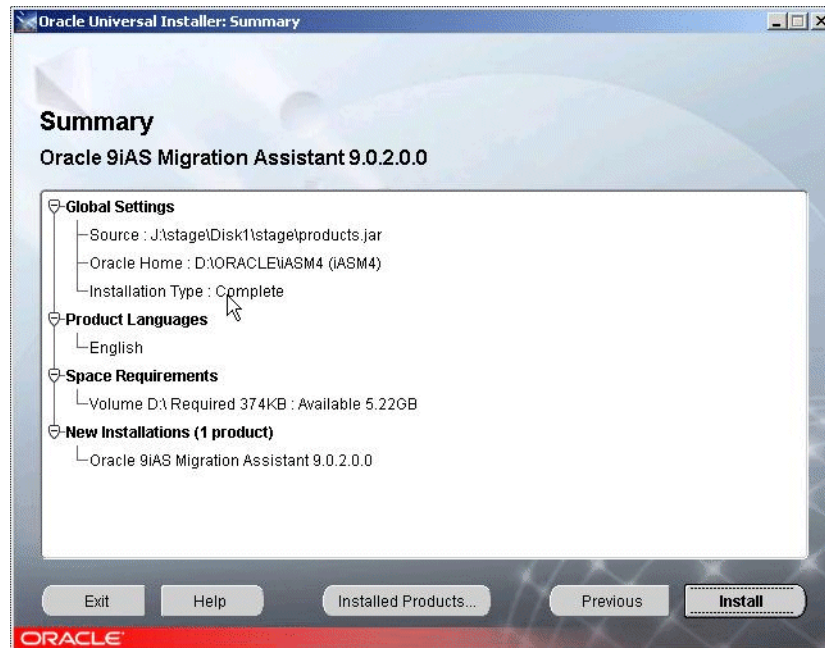 Oracle Universal Installer: Summary
Summary
Oracle 9iAS Migration Assistant 9.0.2.0.0
Global Settings
Source : J:\stage\Disk1\stage\products.jar
Oracle Home : D:\ORACLE\iASM4 (iASM4)
Installation Type : Complete
Product Languages
English
Space Requirements
Volume D:\ Required 374KB : Available 5.22GB
New Installations (1 product)
Oracle 9iAS Migration Assistant 9.0.2.0.0
Exit Help Installed Products... Previous Install
ORACLE